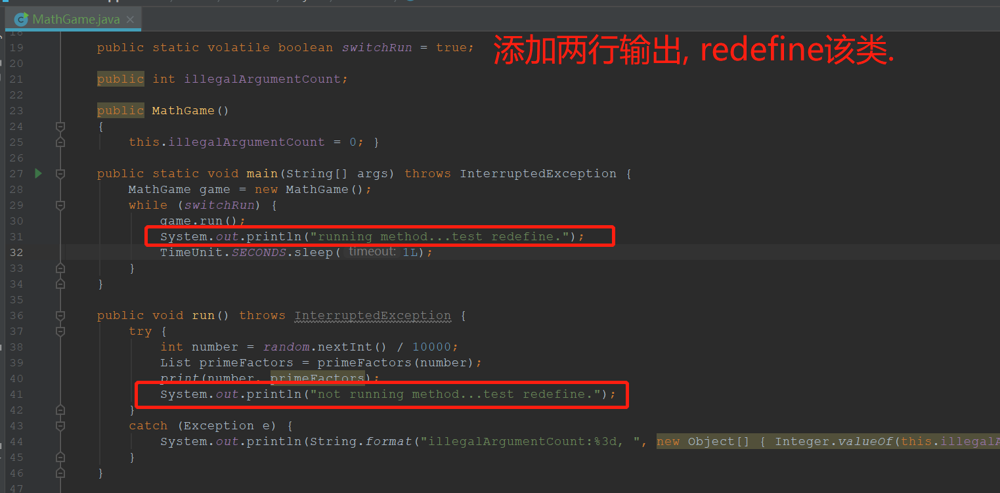 MathGame.java
18
19 public static volatile boolean switchRun = true; 添加两行输出, redefine该类.
20
21 public int illegalArgumentCount;
22
23 public MathGame()
24 {
25 this.illegalArgumentCount = 0; }
26
27 public static void main(String[] args) throws InterruptedException {
28 MathGame game = new MathGame();
29 while (switchRun) {
30 game.run();
31 System.out.println("running method...test redefine.");
32 TimeUnit.SECONDS.sleep( timeout: 1L);
33 }
34 }
35
36 public void run() throws InterruptedException {
37 try {
38 int number = random.nextInt() / 10000;
39 List primeFactors = primeFactors(number);
40 print(number, primeFactors);
41 System.out.println("not running method...test redefine.");
42 }
43 catch (Exception e) {
44 System.out.println(String.format("illegalArgumentCount:%3d, ", new Object[] { Integer.valueOf(this.illegalA
45 }
46 }
47